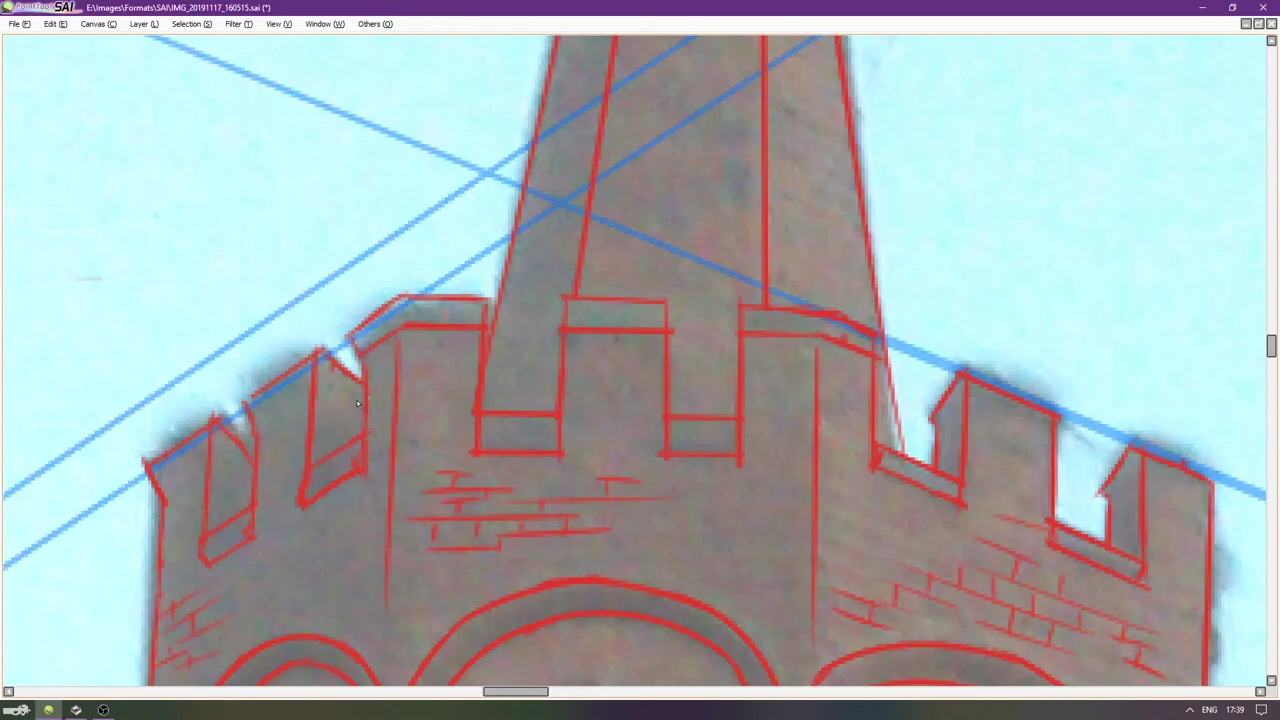 PaintTool SAI E:\Images\Formats\SAI\IMG_20191117_160515.sai (*)
File (F) Edit (E) Canvas (C) Layer (L) Selection (S) Filter (T) View (V) Window (W) Others (O)
ENG 17:39